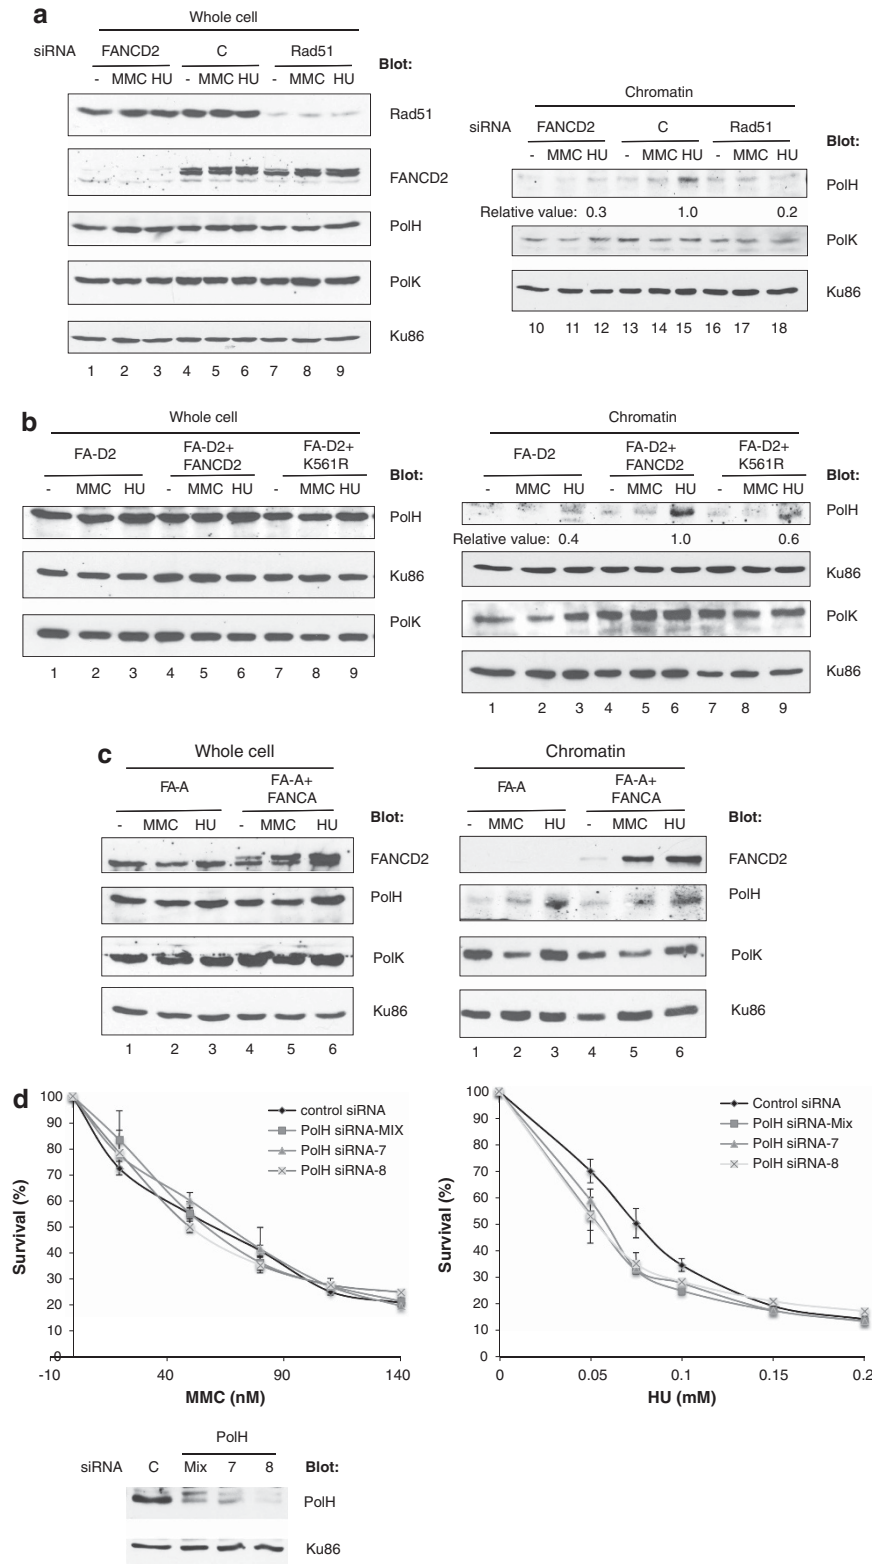 a
Whole cell
siRNA FANCD2 C Rad51
Blot:
- MMC HU - MMC HU - MMC HU
Rad51
FANCD2
PolH
PolK
Ku86
1 2 3 4 5 6 7 8 9
Chromatin
siRNA FANCD2 C Rad51
Blot:
- MMC HU - MMC HU - MMC HU
PolH
Relative value: 0.3 1.0 0.2
PolK
Ku86
10 11 12 13 14 15 16 17 18
b
Whole cell
FA-D2 FA-D2+ FA-D2+
FANCD2 K561R
Blot:
- MMC HU - MMC HU - MMC HU
PolH
Ku86
PolK
1 2 3 4 5 6 7 8 9
Chromatin
FA-D2 FA-D2+ FA-D2+
FANCD2 K561R
Blot:
- MMC HU - MMC HU - MMC HU
PolH
Relative value: 0.4 1.0 0.6
Ku86
PolK
Ku86
1 2 3 4 5 6 7 8 9
c
Whole cell
FA-A FA-A+
FANCA
Blot:
- MMC HU - MMC HU
FANCD2
PolH
PolK
Ku86
1 2 3 4 5 6
Chromatin
FA-A FA-A+
FANCA
Blot:
- MMC HU - MMC HU
FANCD2
PolH
PolK
Ku86
1 2 3 4 5 6
d
100
90
80
70
60
50
40
30
20
10
0
Survival (%)
control siRNA
PolH siRNA-MIX
PolH siRNA-7
PolH siRNA-8
-10 40 90 140
MMC (nM)
100
90
80
70
60
50
40
30
20
10
0
Survival (%)
Control siRNA
PolH siRNA-Mix
PolH siRNA-7
PolH siRNA-8
0 0.05 0.1 0.15 0.2
HU (mM)
PolH
siRNA C Mix 7 8 Blot:
PolH
Ku86